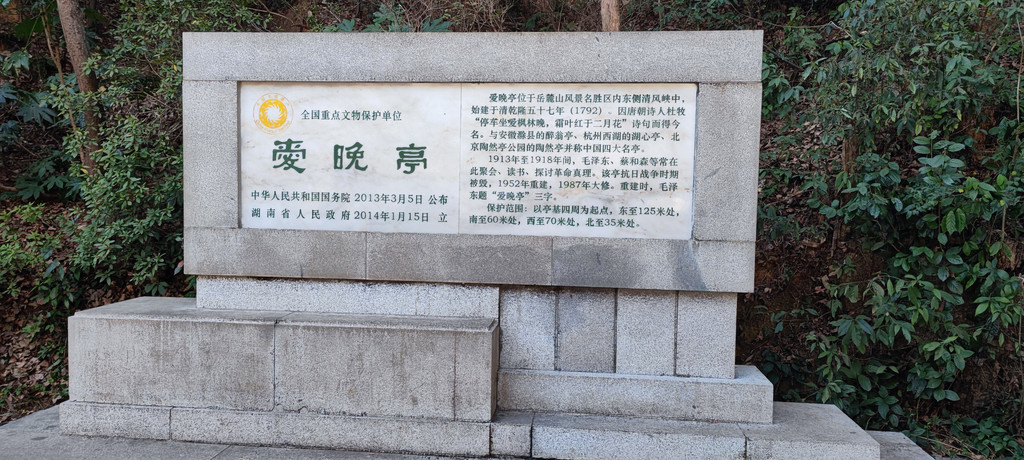 全国重点文物保护单位
愛晚亭
中华人民共和国国务院 2013年3月5日 公布
湖南省人民政府 2014年1月15日 立
爱晚亭位于岳麓山风景名胜区内东侧清风峡中，
始建于清乾隆五十七年（1792）。因唐朝诗人杜牧
“停车坐爱枫林晚，霜叶红于二月花”诗句而得今
名。与安徽滁县的醉翁亭、杭州西湖的湖心亭、北
京陶然亭公园的陶然亭并称中国四大名亭。
1913年至1918年间，毛泽东、蔡和森等常在
此聚会、读书、探讨革命真理。该亭抗日战争时期
被毁，1952年重建，1987年大修。重建时，毛泽
东题“爱晚亭”三字。
保护范围：以亭基四周为起点，东至125米处，
南至60米处，西至70米处，北至35米处。